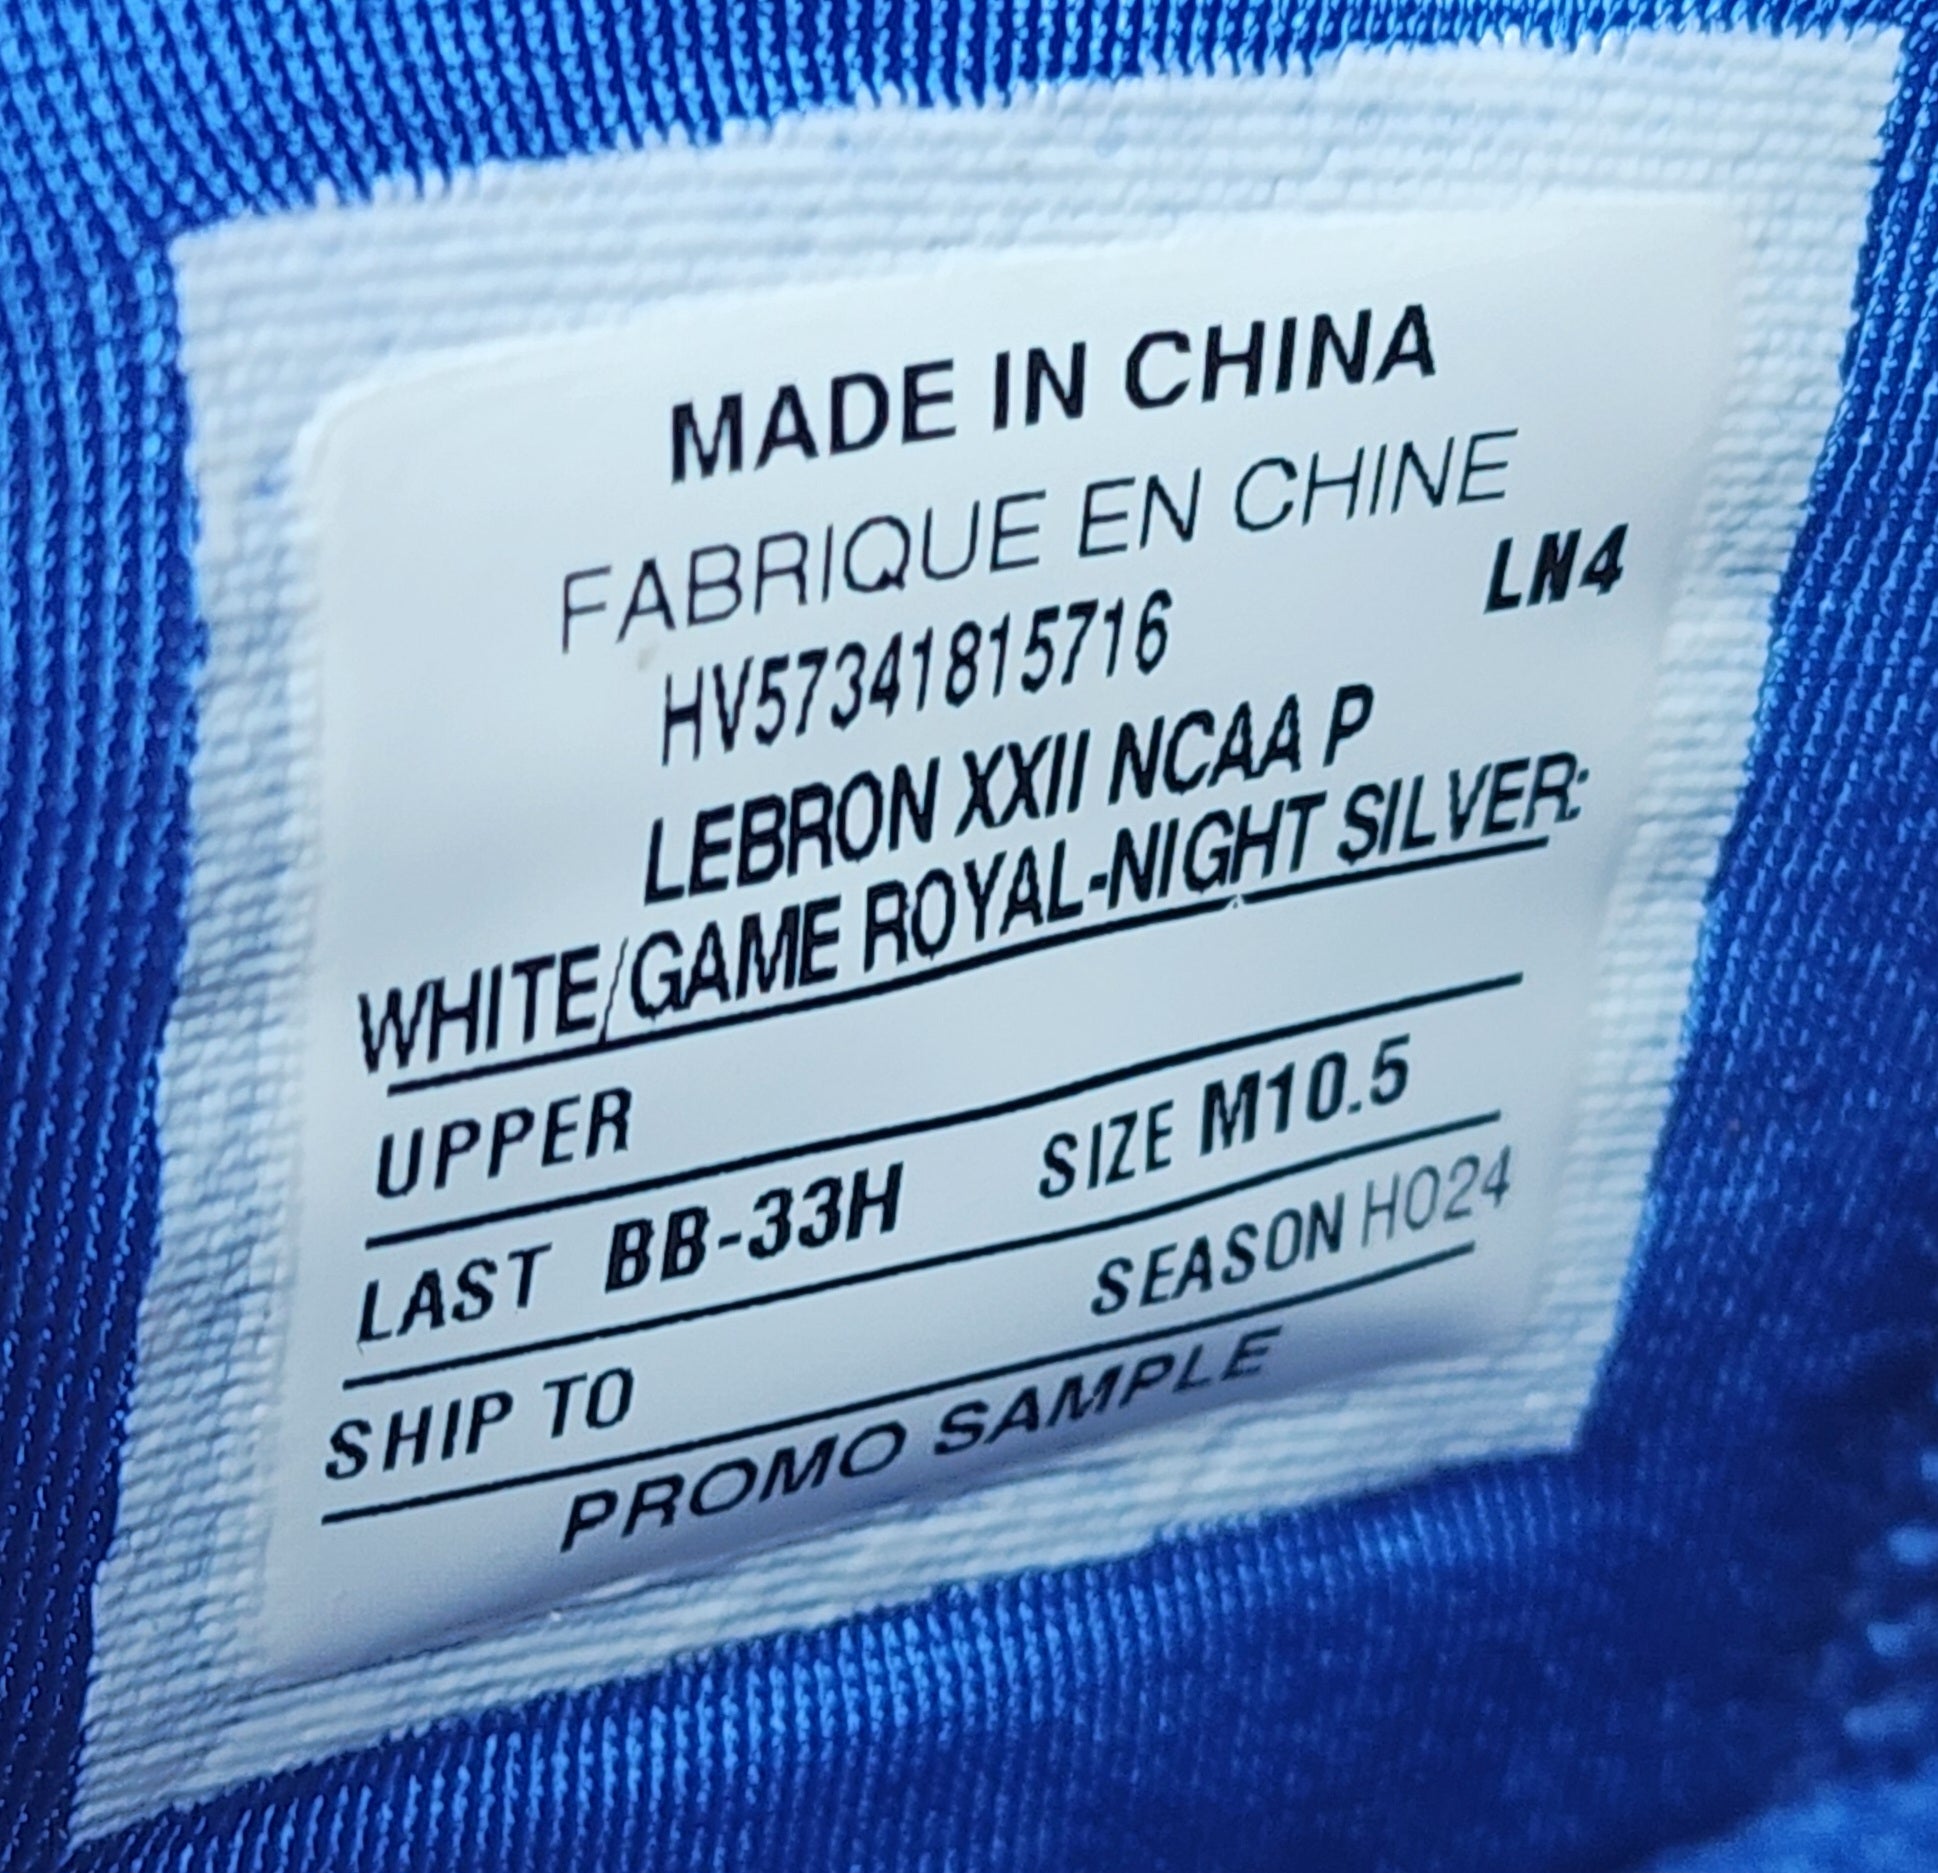 MADE IN CHINA
FABRIQUE EN CHINE
LN4
HV57341815716
LEBRON XXII NCAA P
WHITE/GAME ROYAL-NIGHT SILVER:
UPPER
LAST BB-33H SIZE M10.5
SHIP TO SEASON HO24
PROMO SAMPLE